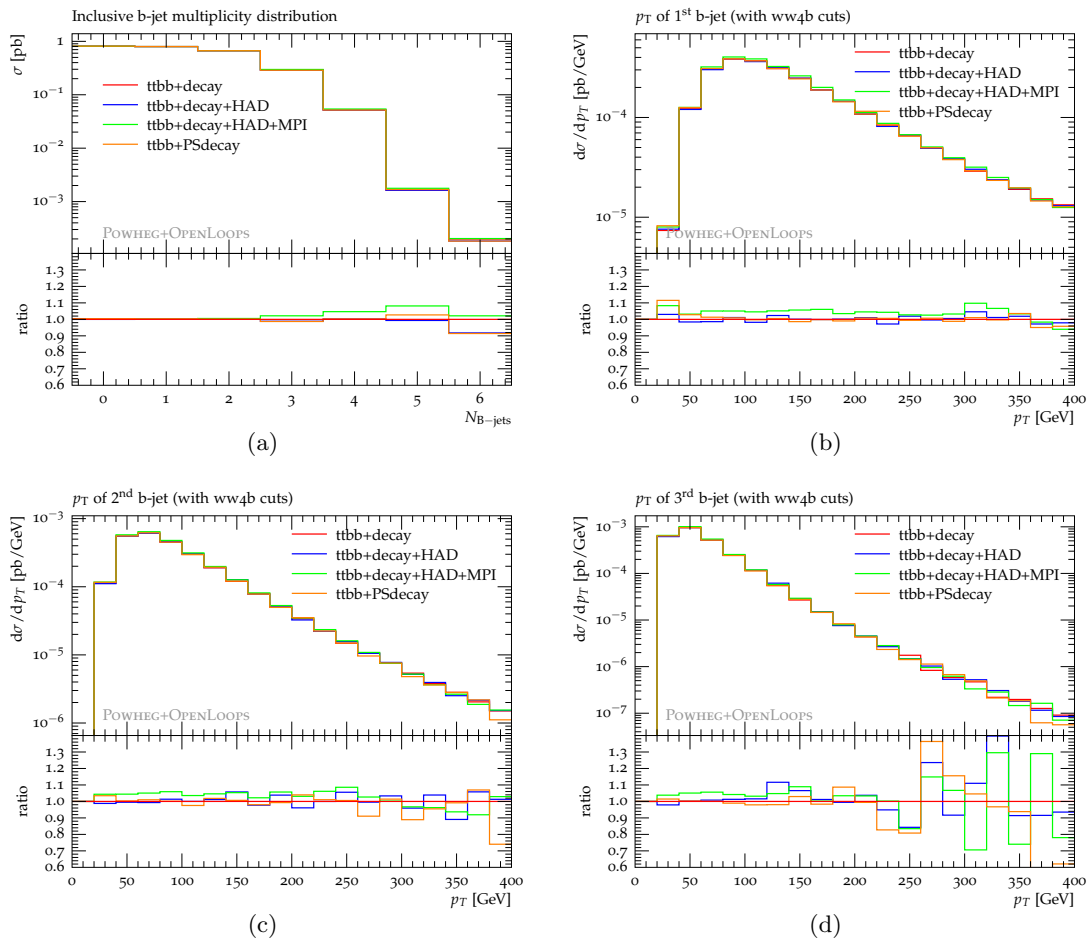 Inclusive b-jet multiplicity distribution
σ [pb]
1
10⁻¹
10⁻²
10⁻³
ttbb+decay
ttbb+decay+HAD
ttbb+decay+HAD+MPI
ttbb+PSdecay
POWHEG+OPENLOOPS
ratio
1.3
1.2
1.1
1.0
0.9
0.8
0.7
0.6
0 1 2 3 4 5 6
N_B−jets
(a)
p_T of 1st b-jet (with ww4b cuts)
dσ/dp_T [pb/GeV]
10⁻⁴
10⁻⁵
ttbb+decay
ttbb+decay+HAD
ttbb+decay+HAD+MPI
ttbb+PSdecay
POWHEG+OPENLOOPS
ratio
1.3
1.2
1.1
1.0
0.9
0.8
0.7
0.6
0 50 100 150 200 250 300 350 400
p_T [GeV]
(b)
p_T of 2nd b-jet (with ww4b cuts)
dσ/dp_T [pb/GeV]
10⁻³
10⁻⁴
10⁻⁵
10⁻⁶
ttbb+decay
ttbb+decay+HAD
ttbb+decay+HAD+MPI
ttbb+PSdecay
POWHEG+OPENLOOPS
ratio
1.3
1.2
1.1
1.0
0.9
0.8
0.7
0.6
0 50 100 150 200 250 300 350 400
p_T [GeV]
(c)
p_T of 3rd b-jet (with ww4b cuts)
dσ/dp_T [pb/GeV]
10⁻³
10⁻⁴
10⁻⁵
10⁻⁶
10⁻⁷
ttbb+decay
ttbb+decay+HAD
ttbb+decay+HAD+MPI
ttbb+PSdecay
POWHEG+OPENLOOPS
ratio
1.3
1.2
1.1
1.0
0.9
0.8
0.7
0.6
0 50 100 150 200 250 300 350 400
p_T [GeV]
(d)